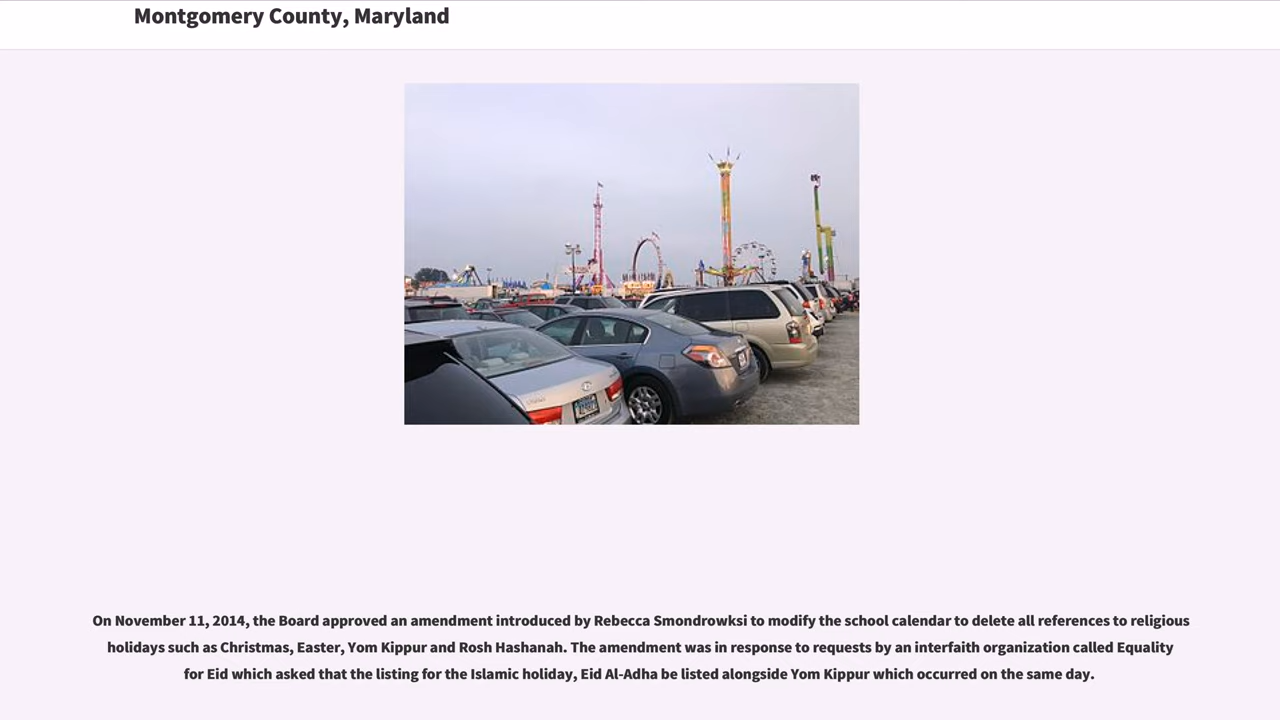 Montgomery County, Maryland
On November 11, 2014, the Board approved an amendment introduced by Rebecca Smondrowksi to modify the school calendar to delete all references to religious
holidays such as Christmas, Easter, Yom Kippur and Rosh Hashanah. The amendment was in response to requests by an interfaith organization called Equality
for Eid which asked that the listing for the Islamic holiday, Eid Al-Adha be listed alongside Yom Kippur which occurred on the same day.